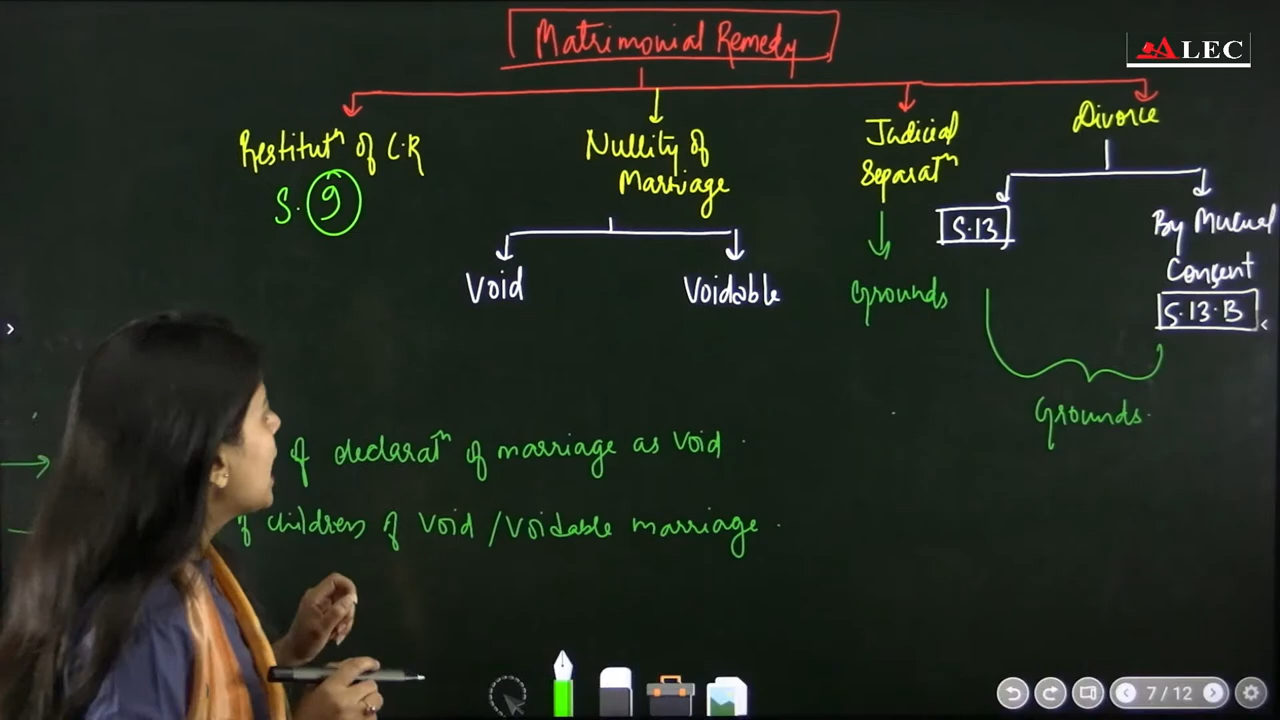 Matrimonial Remedy
ALEC
Restitutn of C.R
S. 9
Nullity of
Marriage
Void
Voidable
Judicial
Separatn
Grounds
Divorce
S.13
By Mutual
Consent
S.13.B
Grounds.
of declaratn of marriage as Void.
of childrens of Void / Voidable marriage.
7 / 12